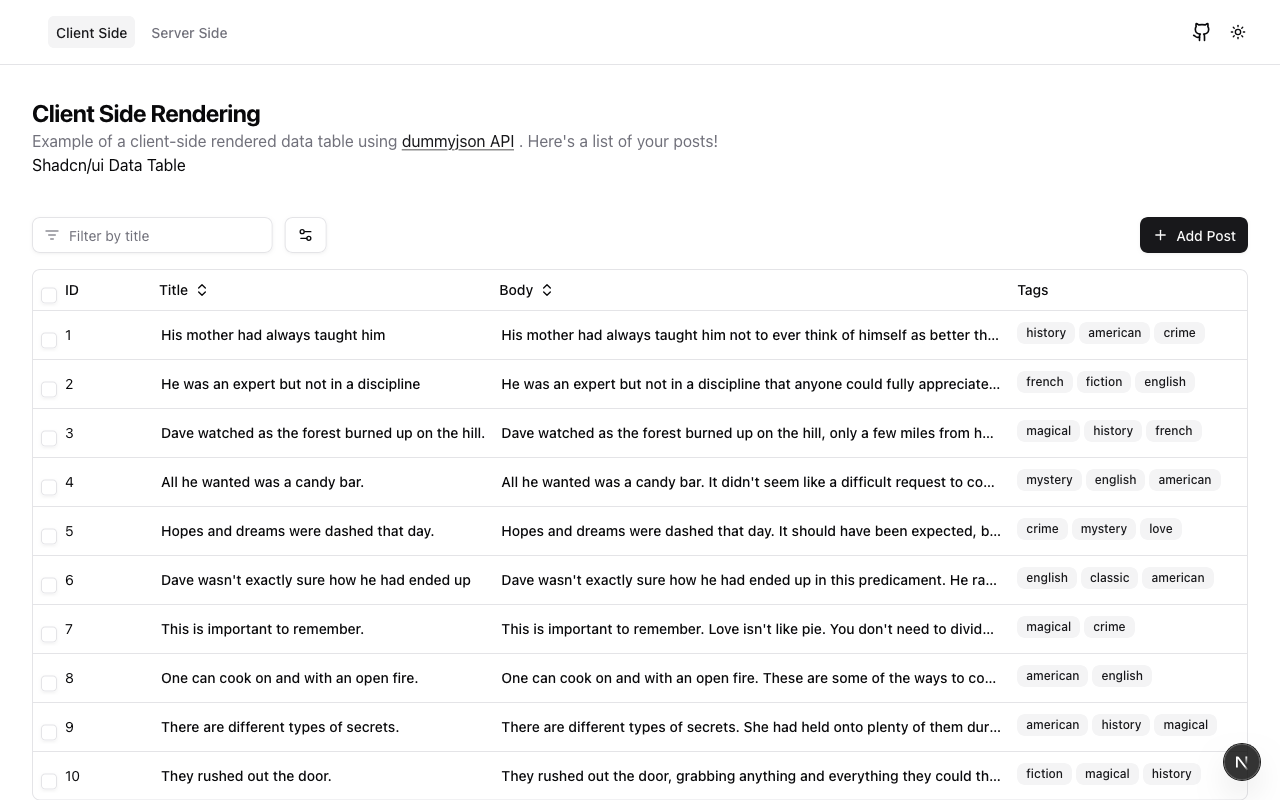 Client Side Server Side
Client Side Rendering
Example of a client-side rendered data table using dummyjson API . Here's a list of your posts!
Shadcn/ui Data Table
Filter by title Add Post
ID Title Body Tags
1 His mother had always taught him His mother had always taught him not to ever think of himself as better th... history american crime
2 He was an expert but not in a discipline He was an expert but not in a discipline that anyone could fully appreciate... french fiction english
3 Dave watched as the forest burned up on the hill. Dave watched as the forest burned up on the hill, only a few miles from h... magical history french
4 All he wanted was a candy bar. All he wanted was a candy bar. It didn't seem like a difficult request to co... mystery english american
5 Hopes and dreams were dashed that day. Hopes and dreams were dashed that day. It should have been expected, b... crime mystery love
6 Dave wasn't exactly sure how he had ended up Dave wasn't exactly sure how he had ended up in this predicament. He ra... english classic american
7 This is important to remember. This is important to remember. Love isn't like pie. You don't need to divid... magical crime
8 One can cook on and with an open fire. One can cook on and with an open fire. These are some of the ways to co... american english
9 There are different types of secrets. There are different types of secrets. She had held onto plenty of them dur... american history magical
10 They rushed out the door. They rushed out the door, grabbing anything and everything they could th... fiction magical history
N